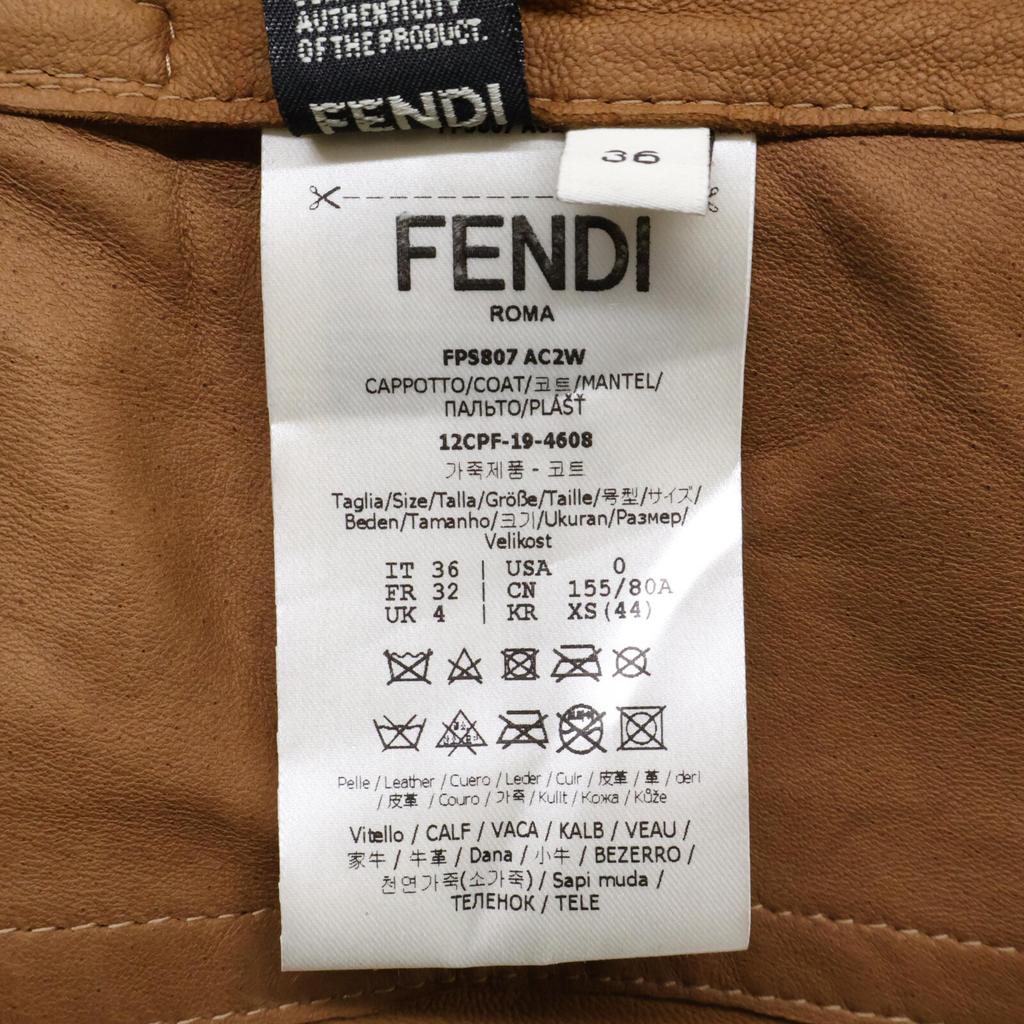 AUTHENTICITY
OF THE PRODUCT.
FENDI
36
FENDI
ROMA
FPS807 AC2W
CAPPOTTO/COAT/코트/MANTEL/
ПАЛЬТО/PLÁŠŤ
12CPF-19-4608
가죽제품 - 코트
Taglia/Size/Talla/Größe/Taille/号型/サイズ/
Beden/Tamanho/크기/Ukuran/Размер/
Velikost
IT 36 | USA 0
FR 32 | CN 155/80A
UK 4 | KR XS(44)
Pelle / Leather / Cuero / Leder / Cuir / 皮革 / 革 / deri
/ 皮革 / Couro / 가죽 / Kulit / Кожа / Kůže
Vitello / CALF / VACA / KALB / VEAU /
家牛 / 牛革 / Dana / 小牛 / BEZERRO /
천연가죽(소가죽) / Sapi muda /
ТЕЛЕНОК / TELE